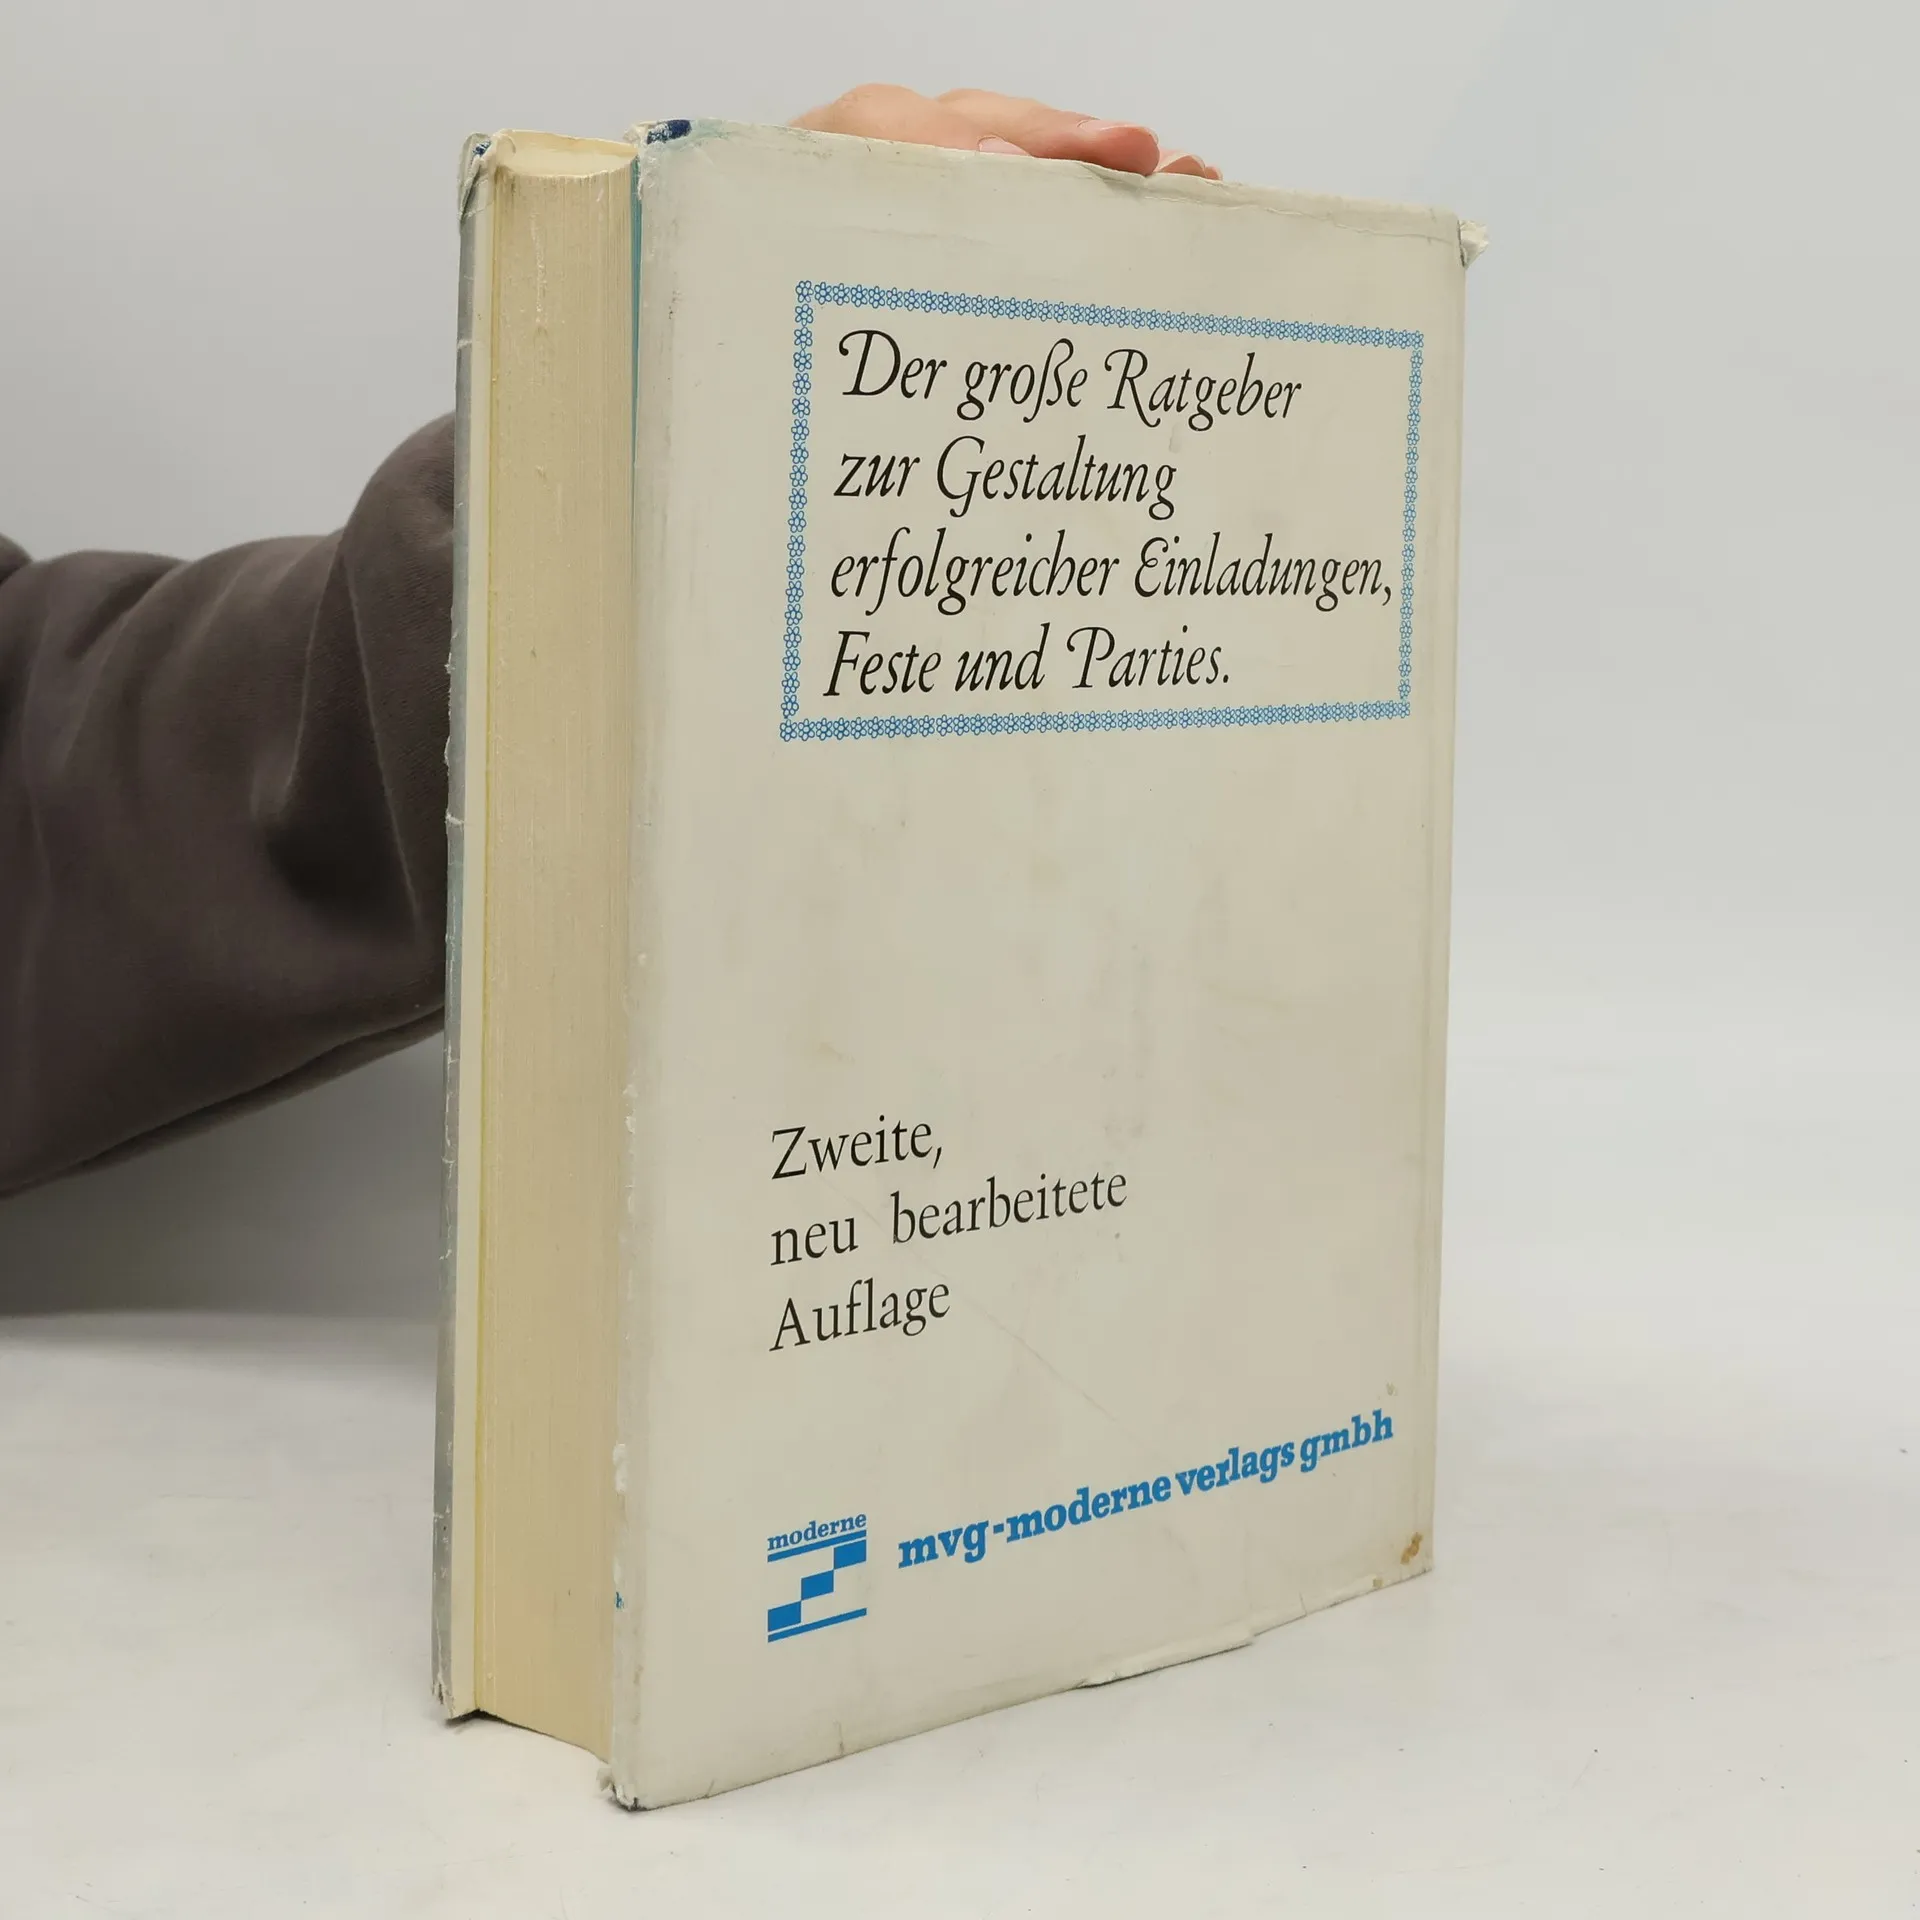 Der große Ratgeber
zur Gestaltung
erfolgreicher Einladungen,
Feste und Parties.
Zweite,
neu bearbeitete
Auflage
moderne
mvg-moderne verlags gmbh